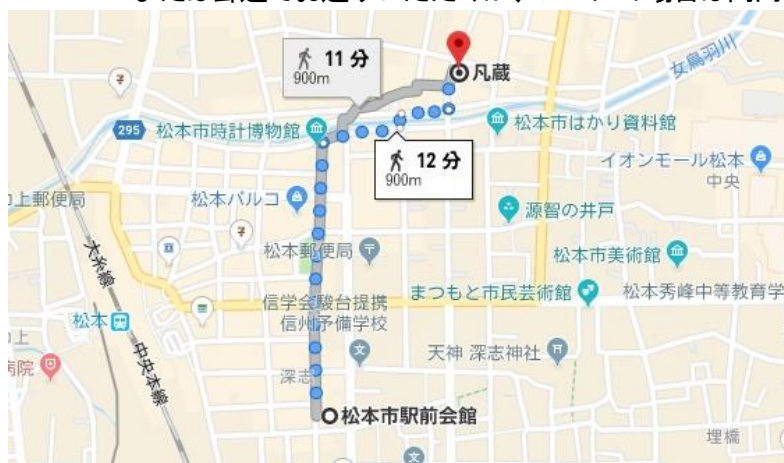 11 分
900m
凡蔵
女鳥羽川
295
松本市時計博物館
松本市はかり資料館
12 分
900m
イオンモール松本
中央
上郵便局
松本パルコ
源智の井戸
大糸線
松本郵便局
松本市美術館
信学会駿台提携
信州予備学校
まつもと市民芸術館
松本秀峰中等教育学
松本
中央本線
天神 深志神社
病院
深志
松本市駅前会館
埋橋